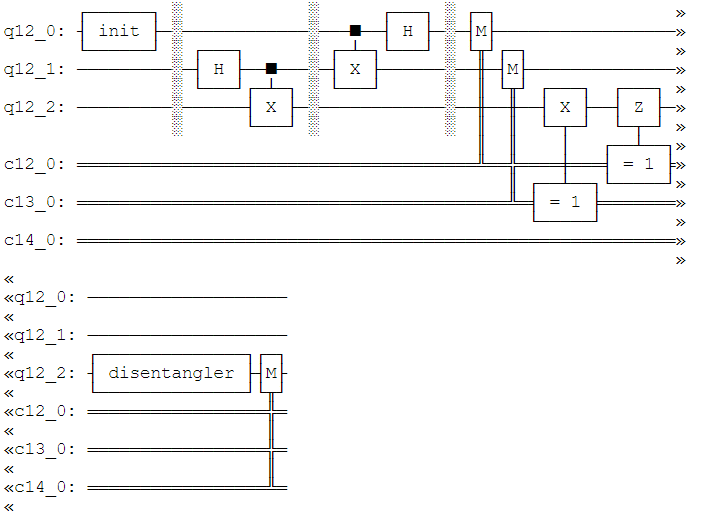 »
q12_0: init ■ H M »
»
q12_1: H ■ X M »
»
q12_2: X X Z »
»
»
c12_0: = 1 »
»
c13_0: = 1 »
»
c14_0: »
»
«
«q12_0:
«
«q12_1:
«
«q12_2: disentangler M
«
«c12_0:
«
«c13_0:
«
«c14_0:
«